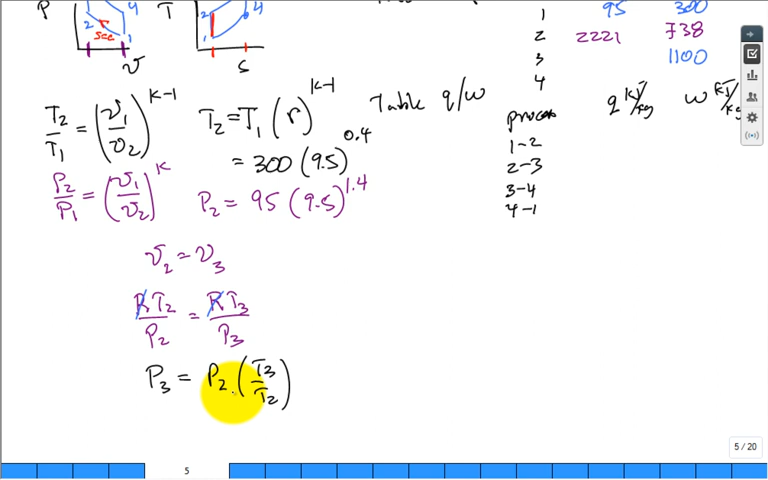 P 2 4 1 sec v
T 2 4 1 s
1 95 300
2 2221 738
3 1100
4
T2/T1 = (v1/v2)^k-1 T2 = T1 (r)^k-1 Table q/w
= 300 (9.5)^0.4
process q kJ/kg w kJ/kg
1-2
2-3
3-4
4-1
P2/P1 = (v1/v2)^k P2 = 95 (9.5)^1.4
v2 = v3
RT2/P2 = RT3/P3
P3 = P2 . (T3/T2)
5 / 20
5